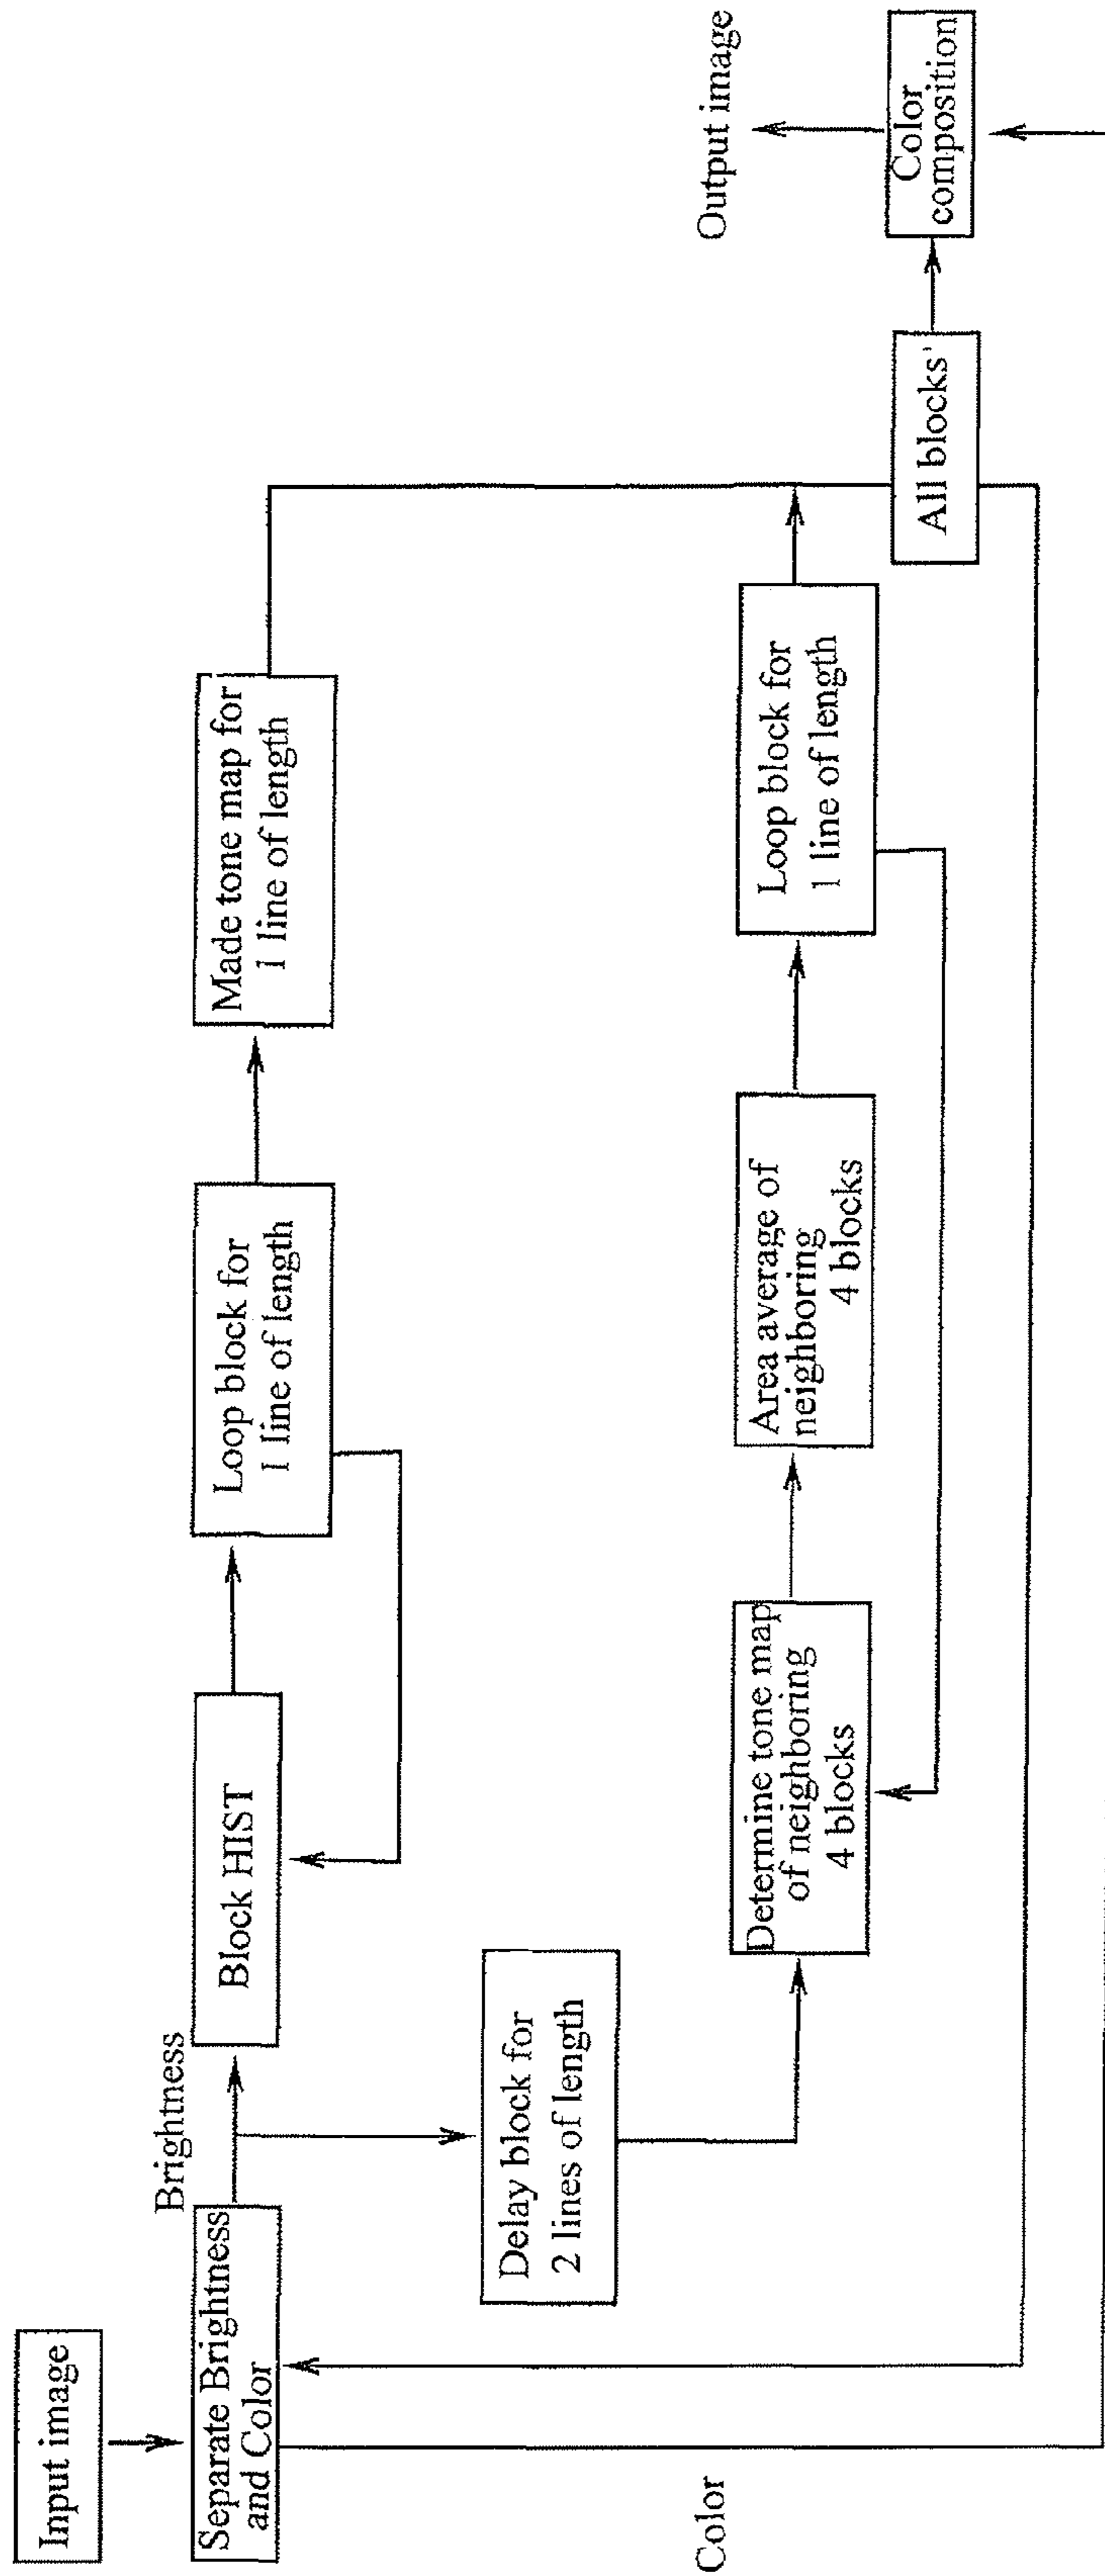 Input image
Separate Brightness
and Color
Brightness
Block HIST
Loop block for
1 line of length
Made tone map for
1 line of length
Delay block for
2 lines of length
Determine tone map
of neighboring
4 blocks
Area average of
neighboring
4 blocks
Loop block for
1 line of length
All blocks'
Color
composition
Output image
Color